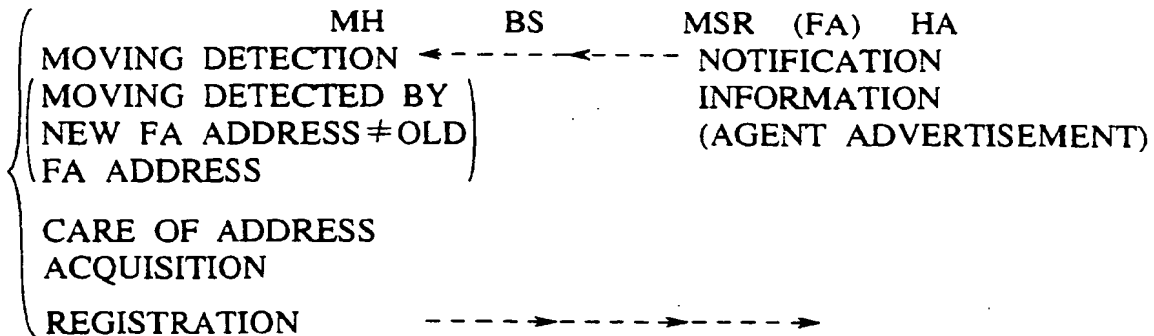 MH BS MSR (FA) HA
MOVING DETECTION NOTIFICATION
MOVING DETECTED BY INFORMATION
NEW FA ADDRESS≠OLD (AGENT ADVERTISEMENT)
FA ADDRESS
CARE OF ADDRESS
ACQUISITION
REGISTRATION